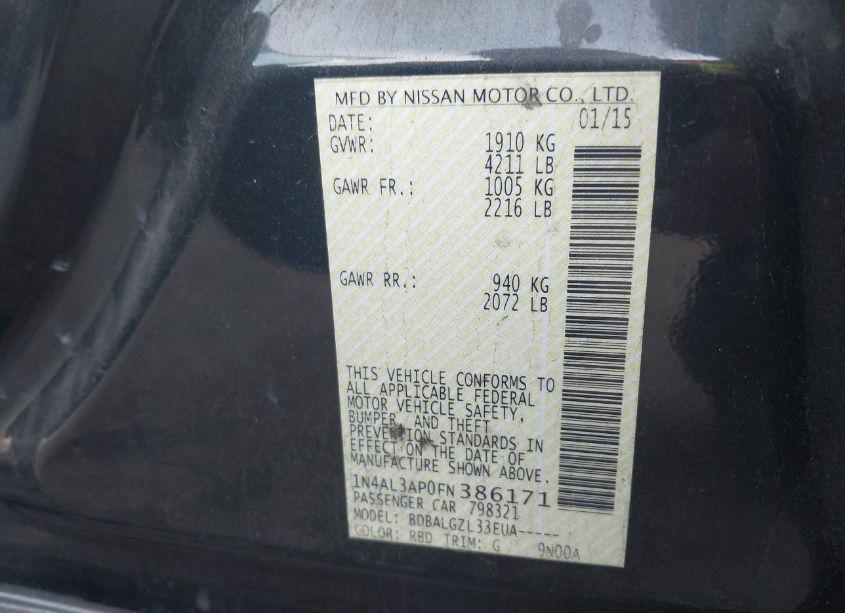 MFD BY NISSAN MOTOR CO., LTD.
DATE: 01/15
GVWR: 1910 KG
4211 LB
GAWR FR.: 1005 KG
2216 LB
GAWR RR.: 940 KG
2072 LB
THIS VEHICLE CONFORMS TO
ALL APPLICABLE FEDERAL
MOTOR VEHICLE SAFETY,
BUMPER, AND THEFT
PREVENTION STANDARDS IN
EFFECT ON THE DATE OF
MANUFACTURE SHOWN ABOVE.
1N4AL3AP0FN386171
PASSENGER CAR 798321
MODEL: BDBALGZL33EUA-----
COLOR: RBD TRIM: G 9N00A